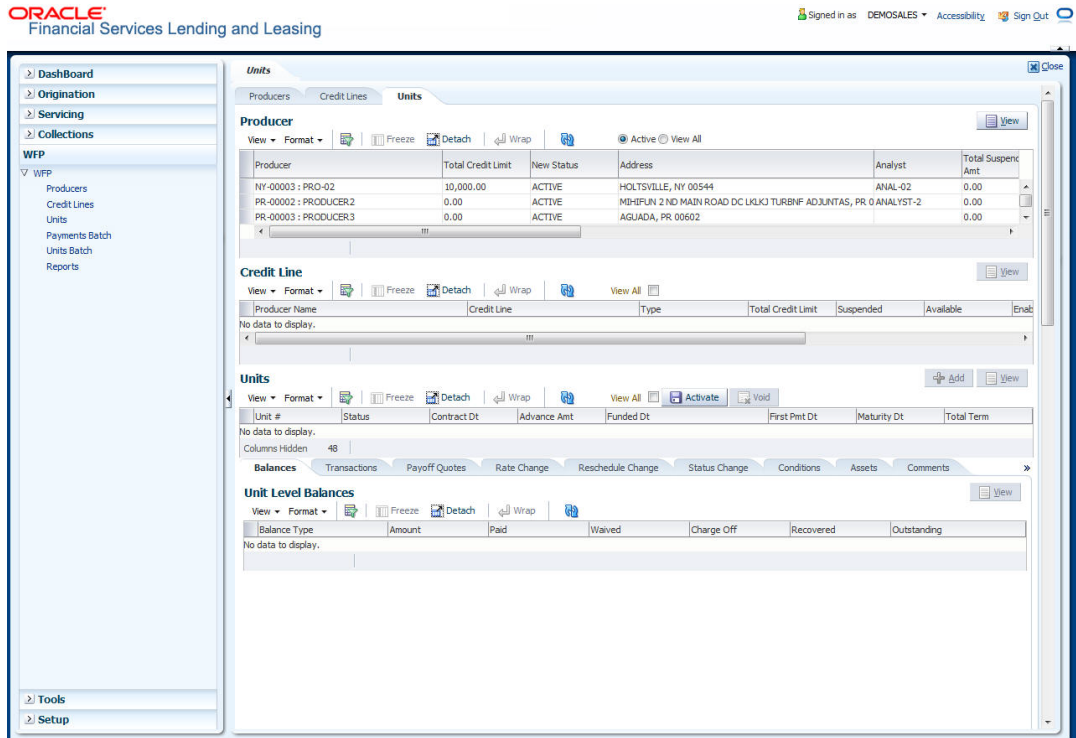 ORACLE
Financial Services Lending and Leasing
Signed in as DEMOSALES Accessibility Sign Out
DashBoard
Origination
Servicing
Collections
WFP
WFP
Producers
Credit Lines
Units
Payments Batch
Units Batch
Reports
Tools
Setup
Units
Close
Producers Credit Lines Units
Producer
View
View Format Freeze Detach Wrap Active View All
Producer Total Credit Limit New Status Address Analyst Total Suspenc Amt
NY-00003 : PRO-02 10,000.00 ACTIVE HOLTSVILLE, NY 00544 ANAL-02 0.00
PR-00002 : PRODUCER2 0.00 ACTIVE MIHIFUN 2 ND MAIN ROAD DC LKLKJ TURBNF ADJUNTAS, PR 0 ANALYST-2 0.00
PR-00003 : PRODUCER3 0.00 ACTIVE AGUADA, PR 00602 0.00
Credit Line
View
View Format Freeze Detach Wrap View All
Producer Name Credit Line Type Total Credit Limit Suspended Available Enab
No data to display.
Units
Add View
View Format Freeze Detach Wrap View All Activate Void
Unit # Status Contract Dt Advance Amt Funded Dt First Pmt Dt Maturity Dt Total Term
No data to display.
Columns Hidden 48
Balances Transactions Payoff Quotes Rate Change Reschedule Change Status Change Conditions Assets Comments »
Unit Level Balances
View
View Format Freeze Detach Wrap
Balance Type Amount Paid Waived Charge Off Recovered Outstanding
No data to display.